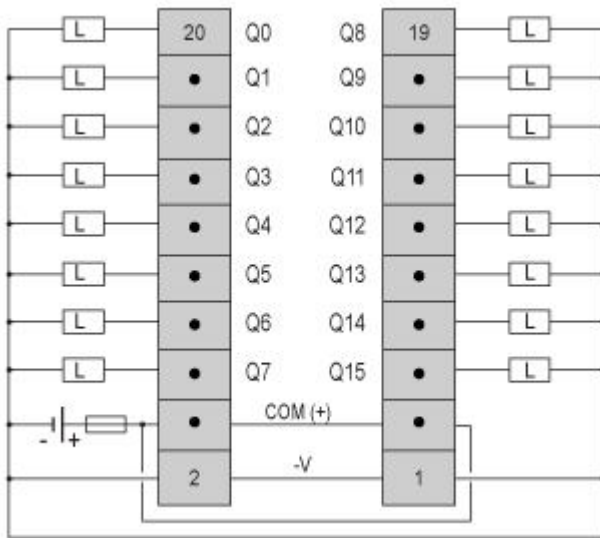 L 20 Q0 Q8 19 L
L Q1 Q9 L
L Q2 Q10 L
L Q3 Q11 L
L Q4 Q12 L
L Q5 Q13 L
L Q6 Q14 L
L Q7 Q15 L
COM (+)
- +
2 -V 1